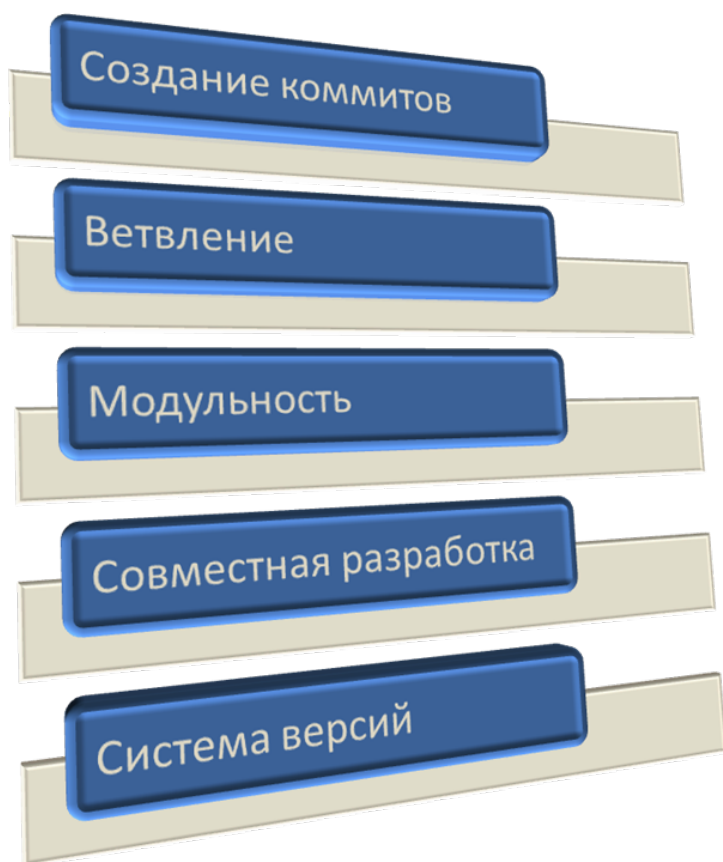 Создание коммитов
Ветвление
Модульность
Совместная разработка
Система версий